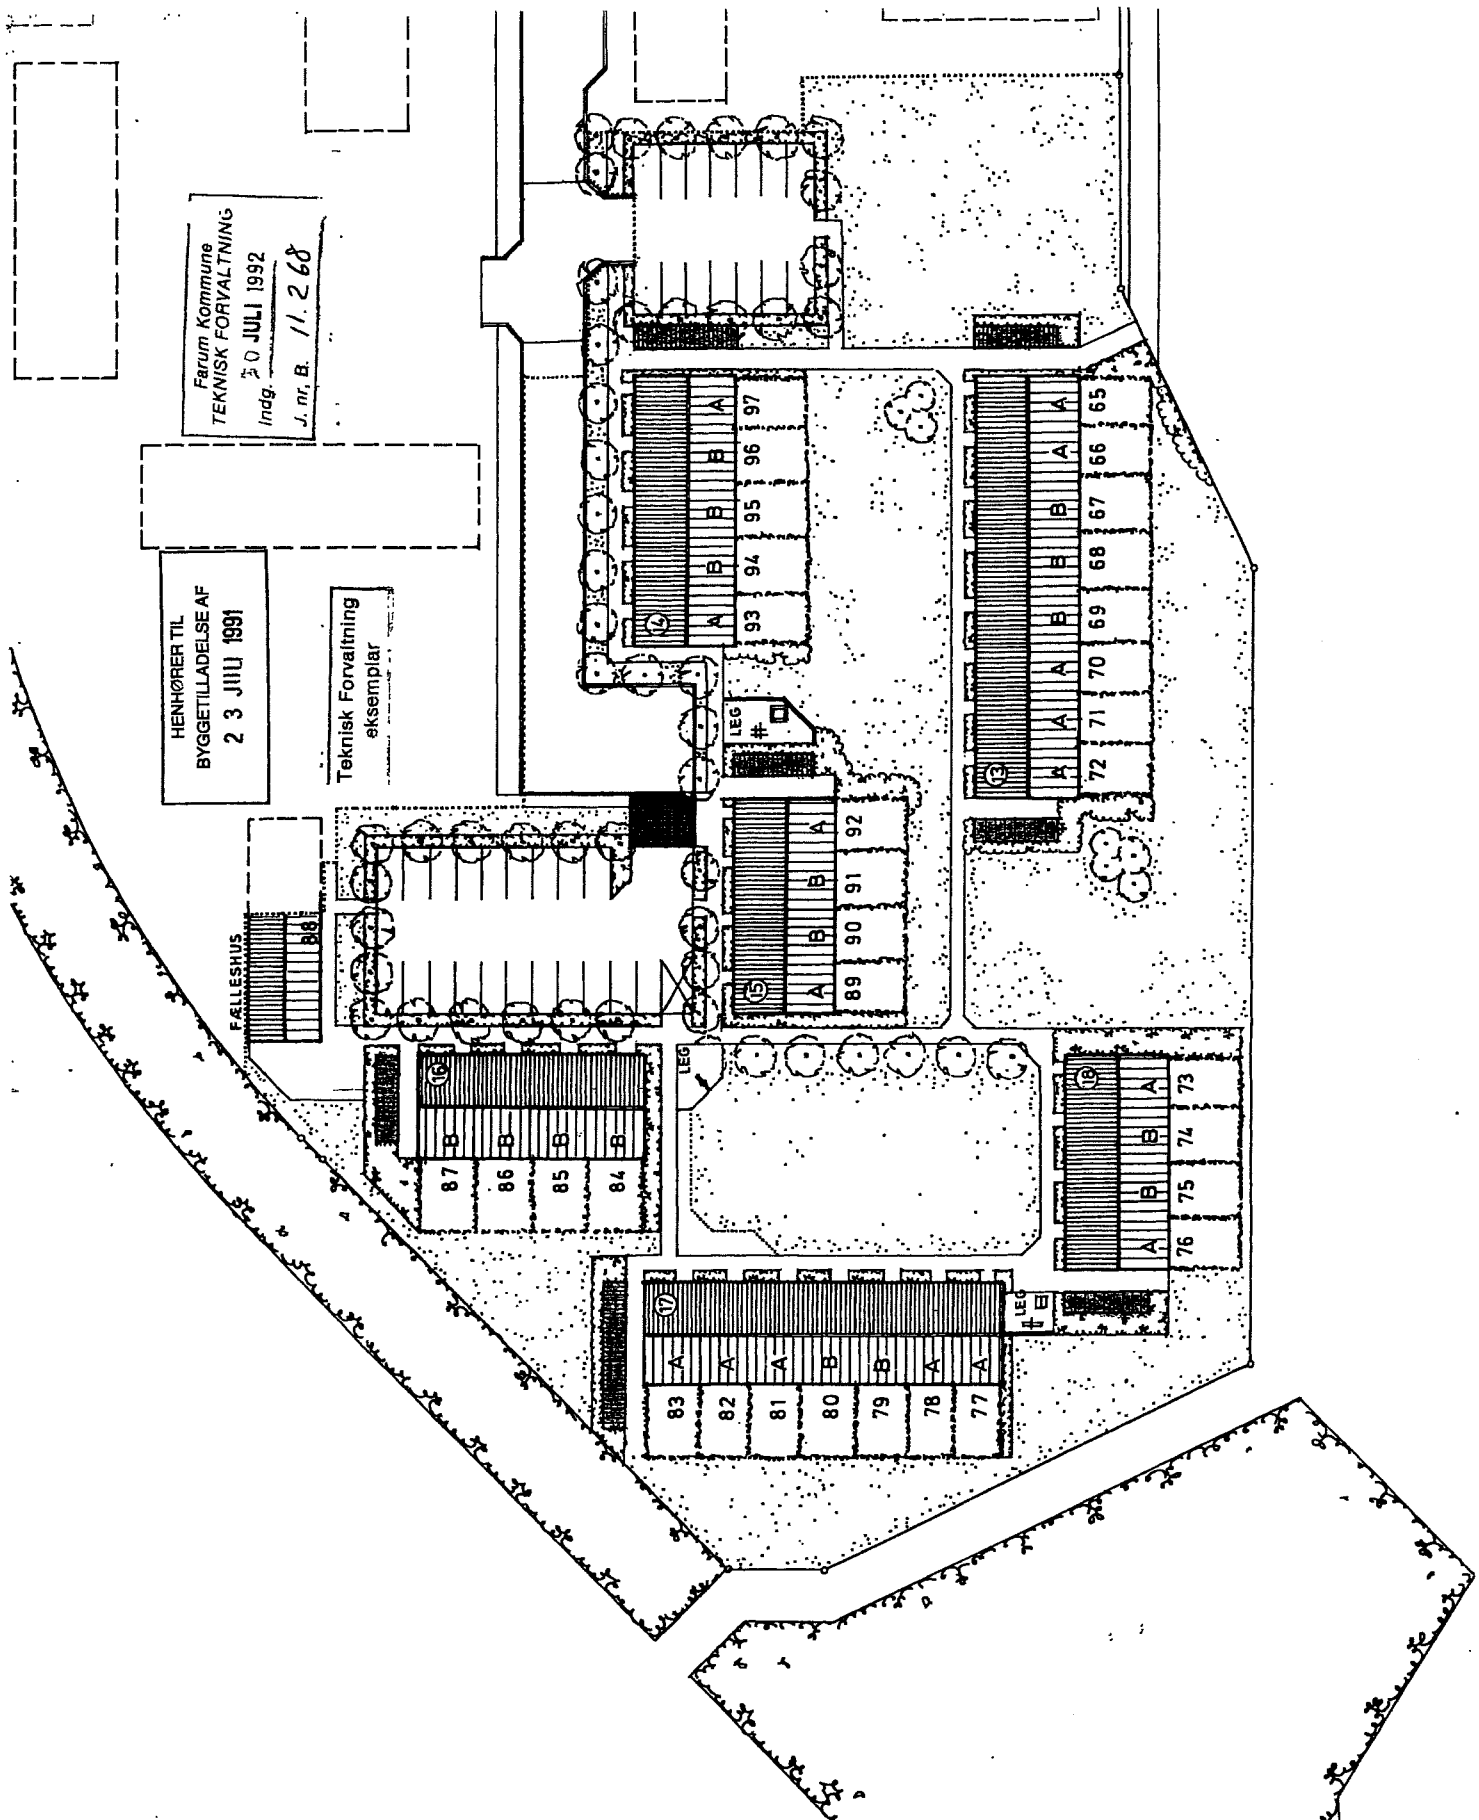 Farum Kommune
TEKNISK FORVALTNING
Indg. 30 JULI 1992
J. nr. B. 11.268
HENHØRER TIL
BYGGETILLADELSE AF
2 3 JULI 1991
Teknisk Forvaltning
eksemplar
FÆLLESHUS
88
14
A B B B A
93 94 95 96 97
13
A A A B B B A A
72 71 70 69 68 67 66 65
LEG
15
A B B A
89 90 91 92
16
B B B B
87
86
85
84
LEG
18
A B B A
76 75 74 73
17
A A A B B A A
83
82
81
80
79
78
77
LEG